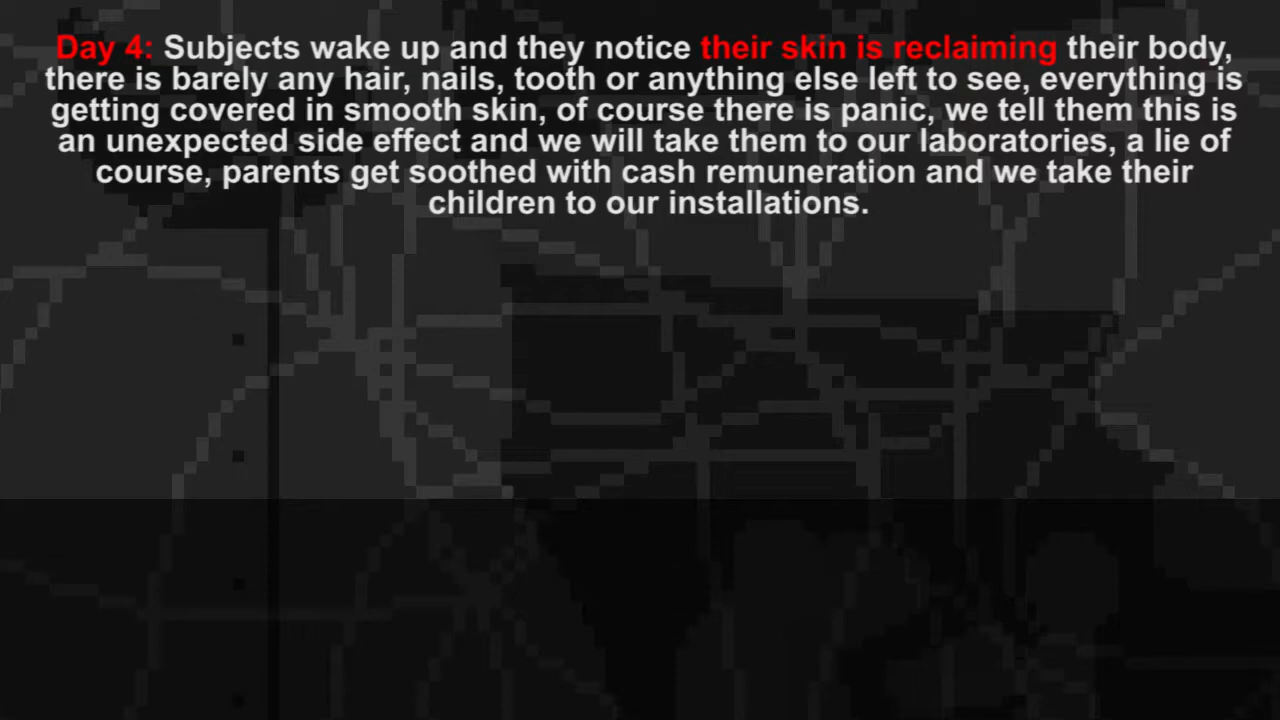 Day 4: Subjects wake up and they notice their skin is reclaiming their body,
there is barely any hair, nails, tooth or anything else left to see, everything is
getting covered in smooth skin, of course there is panic, we tell them this is
an unexpected side effect and we will take them to our laboratories, a lie of
course, parents get soothed with cash remuneration and we take their
children to our installations.